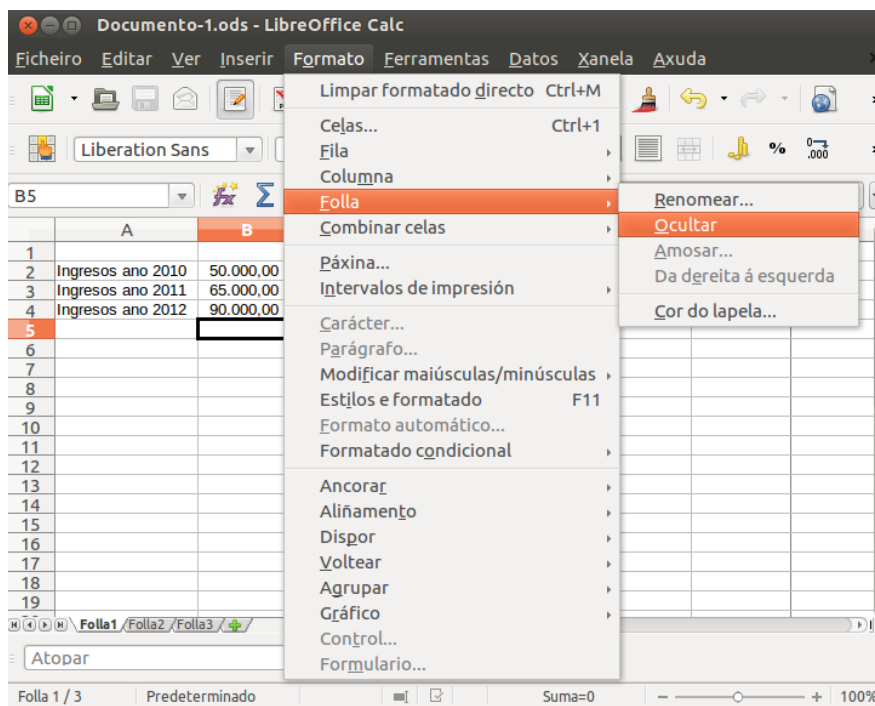 Documento-1.ods - LibreOffice Calc
Ficheiro Editar Ver Inserir Formato Ferramentas Datos Xanela Axuda
Liberation Sans
% 
.000
B5
A B
1
2 Ingresos ano 2010 50.000,00
3 Ingresos ano 2011 65.000,00
4 Ingresos ano 2012 90.000,00
5
6
7
8
9
10
11
12
13
14
15
16
17
18
19
Limpar formatado directo Ctrl+M
Celas... Ctrl+1
Fila
Columna
Folla
Combinar celas
Páxina...
Intervalos de impresión
Carácter...
Parágrafo...
Modificar maiúsculas/minúsculas
Estilos e formatado F11
Formato automático...
Formatado condicional
Ancorar
Aliñamento
Dispor
Voltear
Agrupar
Gráfico
Control...
Formulario...
Renomear...
Ocultar
Amosar...
Da dereita á esquerda
Cor do lapela...
Folla1 Folla2 Folla3
Atopar
Folla 1 / 3 Predeterminado Suma=0 100%